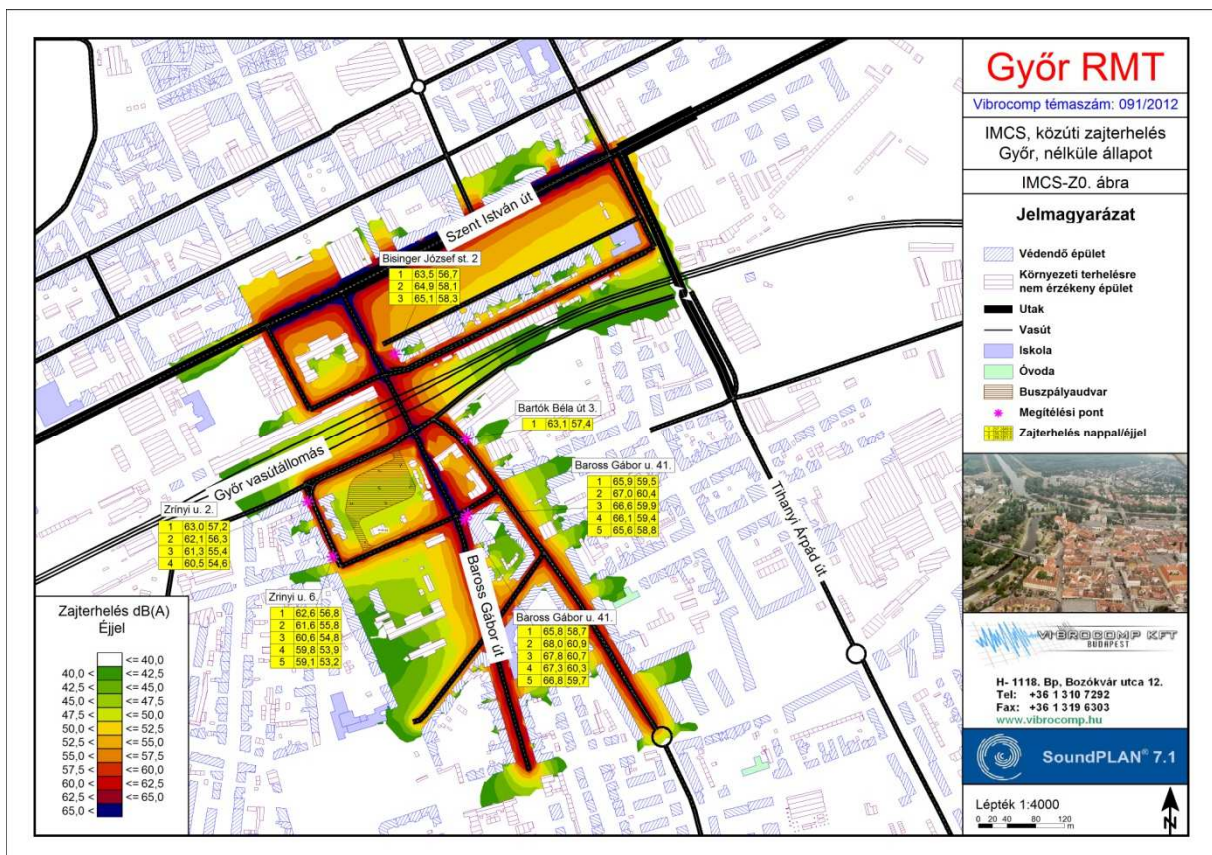 Győr RMT
Vibrocomp témaszám: 091/2012
IMCS, közúti zajterhelés
Győr, nélküle állapot
IMCS-Z0. ábra
Jelmagyarázat
Védendő épület
Környezeti terhelésre
nem érzékeny épület
Utak
Vasút
Iskola
Óvoda
Buszpályaudvar
Megítélési pont
Zajterhelés nappal/éjjel
VIBROCOMP KFT
BUDAPEST
H- 1118. Bp, Bozókvár utca 12.
Tel: +36 1 310 7292
Fax: +36 1 319 6303
www.vibrocomp.hu
SoundPLAN® 7.1
Lépték 1:4000
0 20 40 80 120
m
N
Szent István út
Bisinger József st. 2
1 63,5 56,7
2 64,9 58,1
3 65,1 58,3
Bartók Béla út 3.
1 63,1 57,4
Baross Gábor u. 41.
1 65,9 59,5
2 67,0 60,4
3 66,6 59,9
4 66,1 59,4
5 65,6 58,8
Győr vasútállomás
Tihanyi Árpád út
Zrínyi u. 2.
1 63,0 57,2
2 62,1 56,3
3 61,3 55,4
4 60,5 54,6
Baross Gábor út
Zrinyi u. 6.
1 62,6 56,8
2 61,6 55,8
3 60,6 54,8
4 59,8 53,9
5 59,1 53,2
Baross Gábor u. 41.
1 65,8 58,7
2 68,0 60,9
3 67,8 60,7
4 67,3 60,3
5 66,8 59,7
Zajterhelés dB(A)
Éjjel
<= 40,0
40,0 < <= 42,5
42,5 < <= 45,0
45,0 < <= 47,5
47,5 < <= 50,0
50,0 < <= 52,5
52,5 < <= 55,0
55,0 < <= 57,5
57,5 < <= 60,0
60,0 < <= 62,5
62,5 < <= 65,0
65,0 <